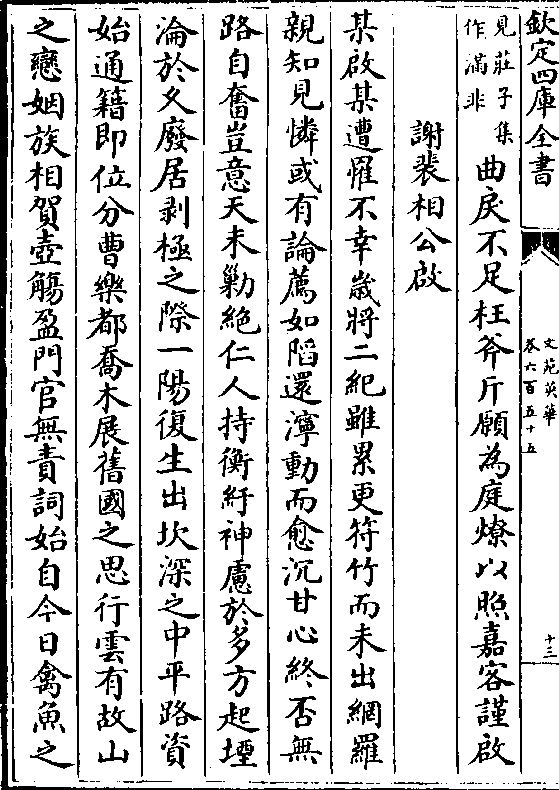 欽定四庫全書
文苑英華
卷六百五十五
十三
見莊子集
作滿非
曲戾不足枉斧斤願為庭燎以照嘉客謹啟
謝裴相公啟
某啟某遭罹不幸歲將二紀雖累更符竹而未出網羅
親知見憐或有論薦如陷還濘動而愈沉甘心終否無
路自奮豈意天未勦絶仁人持衡紆神慮於多方起堙
淪於久廢居剥極之際一陽復生出坎深之中平路資
始通籍即位分曹樂都喬木展舊國之思行雲有故山
之戀姻族相賀壺觴盈門官無責詞始自今日禽魚之